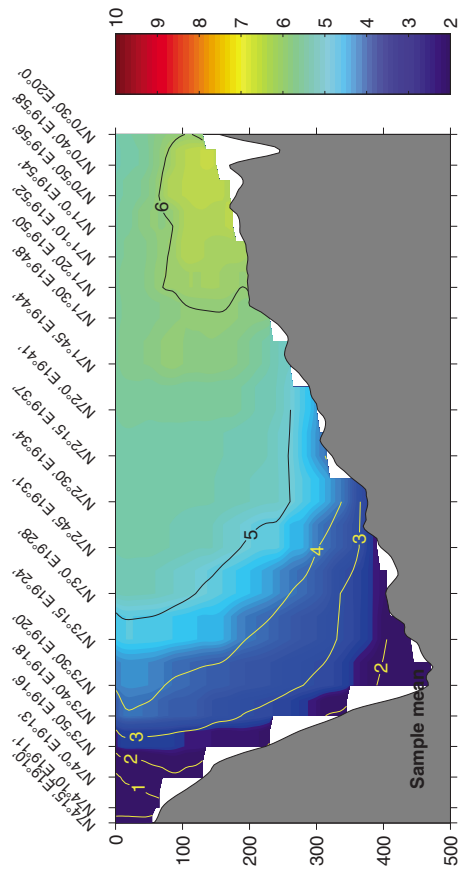 N74°15' E19°10'
N74°10' E19°11'
N74°0' E19°13'
N73°50' E19°16'
N73°40' E19°18'
N73°30' E19°20'
N73°15' E19°24'
N73°0' E19°28'
N72°45' E19°31'
N72°30' E19°34'
N72°15' E19°37'
N72°0' E19°41'
N71°45' E19°44'
N71°30' E19°48'
N71°20' E19°50'
N71°10' E19°52'
N71°0' E19°54'
N70°50' E19°56'
N70°40' E19°58'
N70°30' E20°0'
0
100
200
300
400
500
1
2
3
4
5
6
3
2
Sample mean
10
9
8
7
6
5
4
3
2